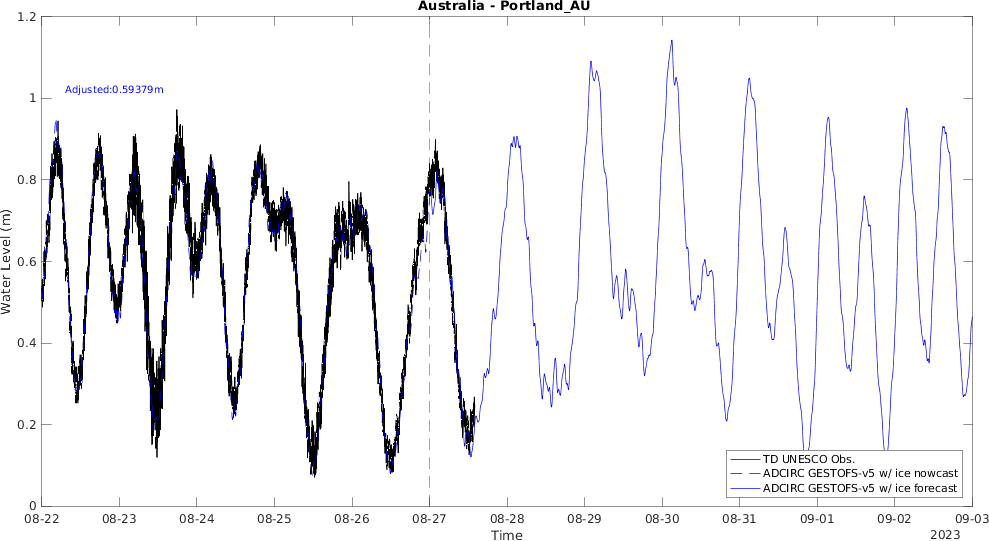 Australia - Portland_AU
1.2
1
0.8
0.6
0.4
0.2
0
Water Level (m)
Adjusted:0.59379m
TD UNESCO Obs.
ADCIRC GESTOFS-v5 w/ ice nowcast
ADCIRC GESTOFS-v5 w/ ice forecast
08-22 08-23 08-24 08-25 08-26 08-27 08-28 08-29 08-30 08-31 09-01 09-02 09-03
Time
2023